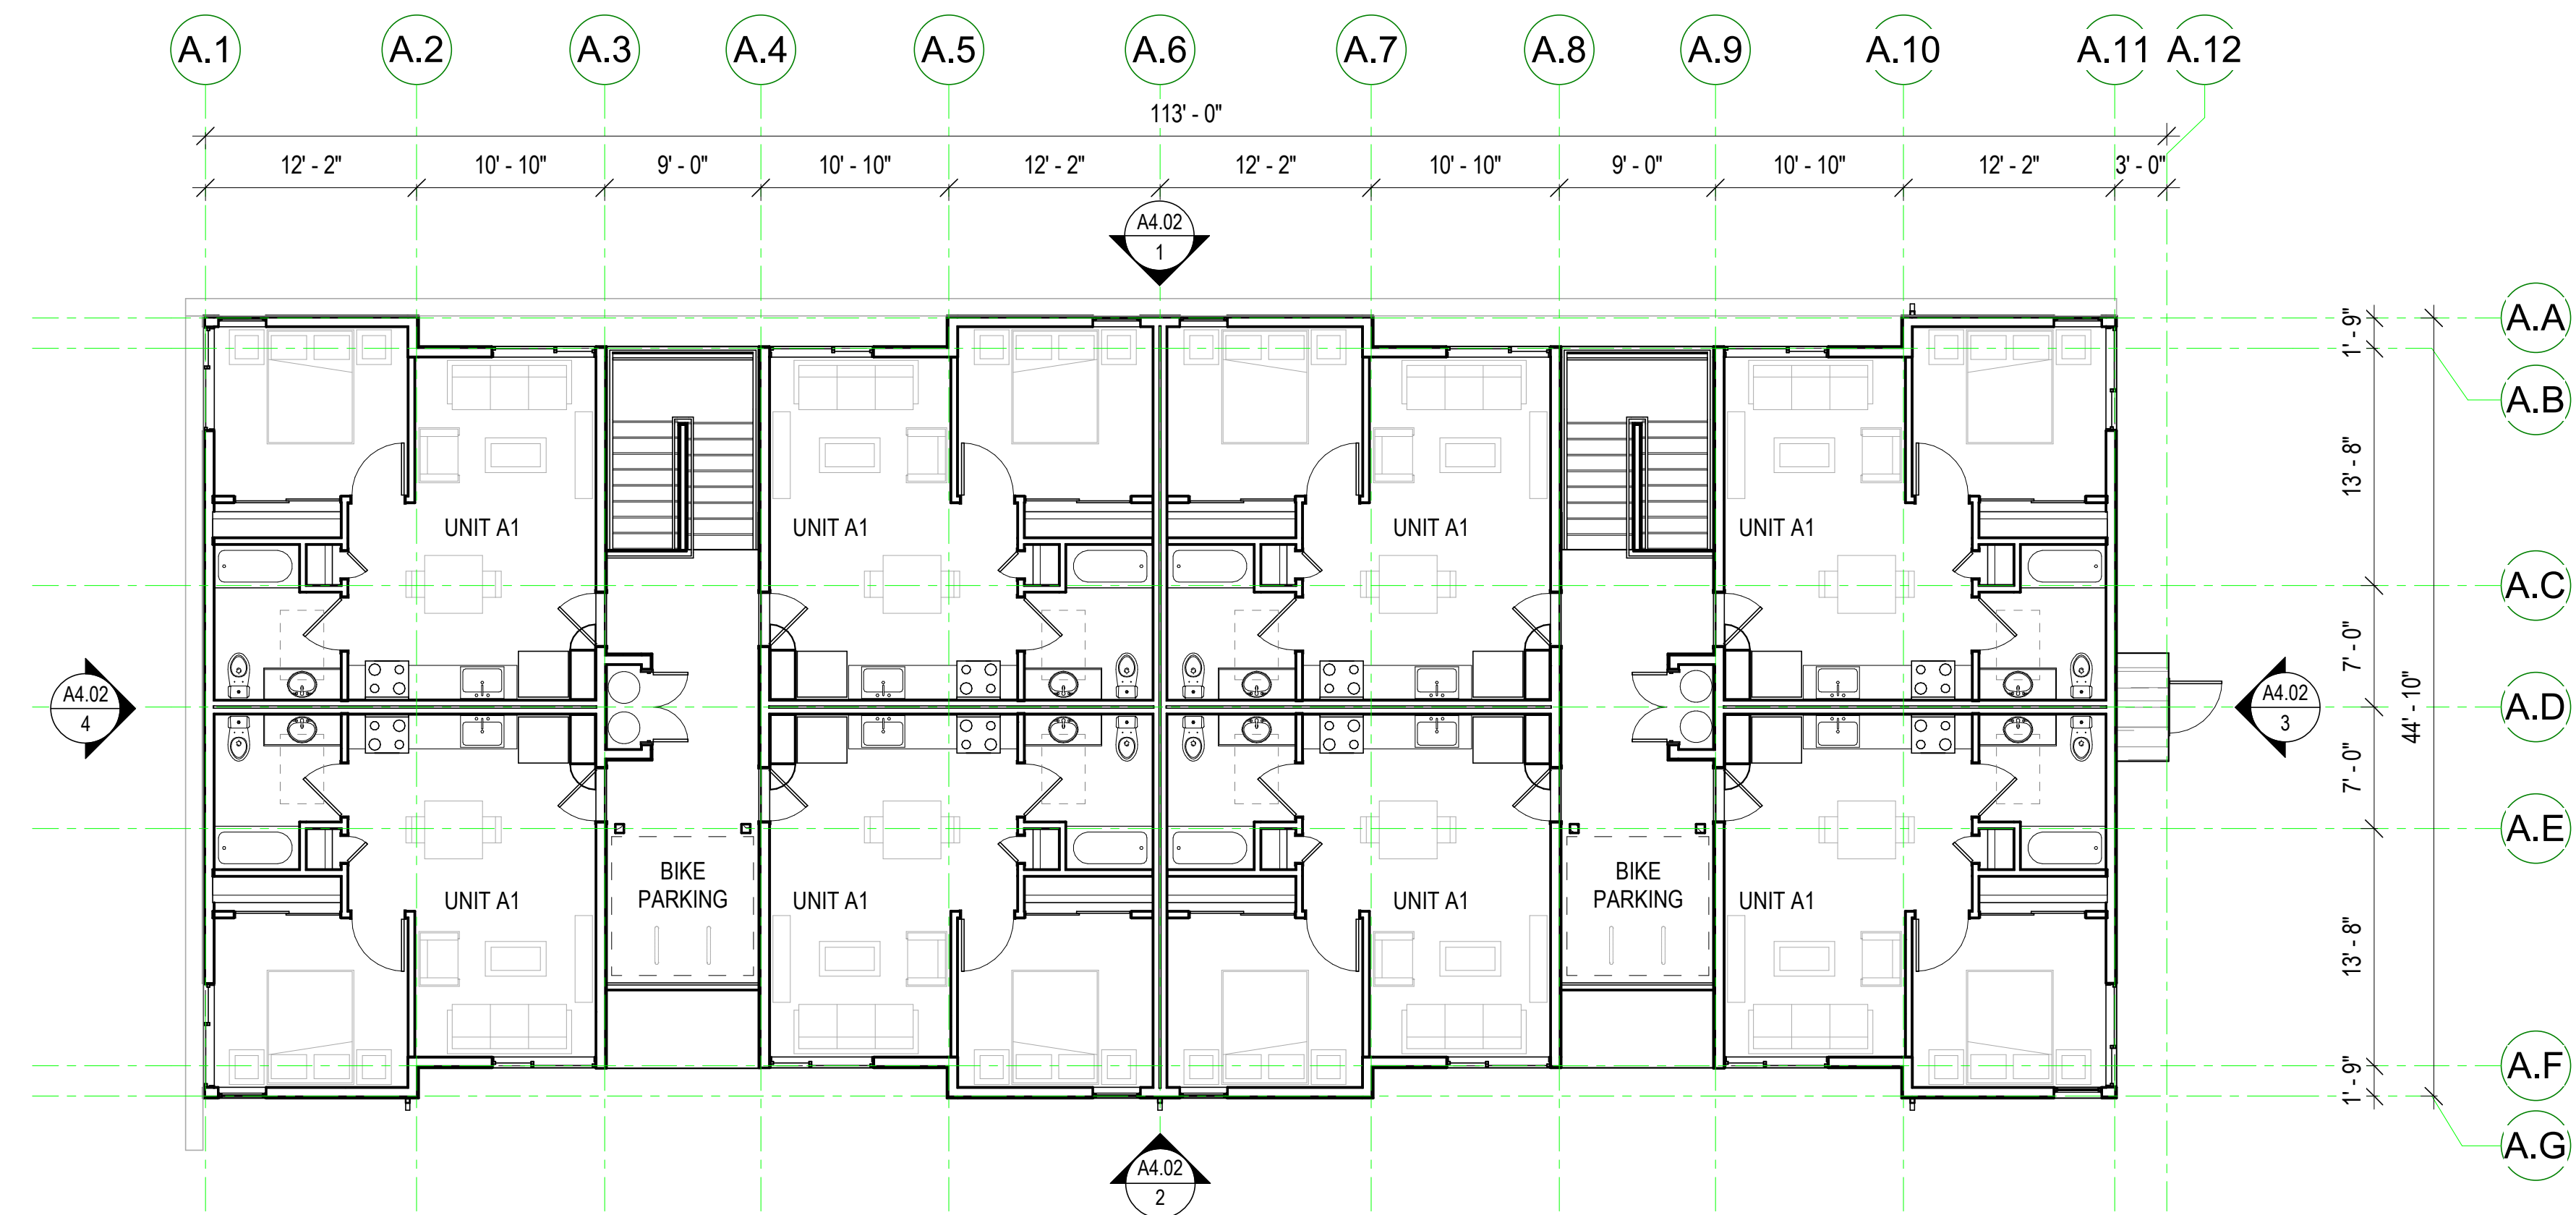 A.1 A.2 A.3 A.4 A.5 A.6 A.7 A.8 A.9 A.10 A.11 A.12
113' - 0"
12' - 2" 10' - 10" 9' - 0" 10' - 10" 12' - 2" 12' - 2" 10' - 10" 9' - 0" 10' - 10" 12' - 2" 3' - 0"
A4.02
1
A.A
1' - 9"
A.B
13' - 8"
UNIT A1 UNIT A1 UNIT A1 UNIT A1
A.C
7' - 0"
A4.02
4
A4.02
3
A.D
44' - 10"
7' - 0"
A.E
BIKE
PARKING
BIKE
PARKING
UNIT A1 UNIT A1 UNIT A1 UNIT A1
13' - 8"
A.F
1' - 9"
A.G
A4.02
2